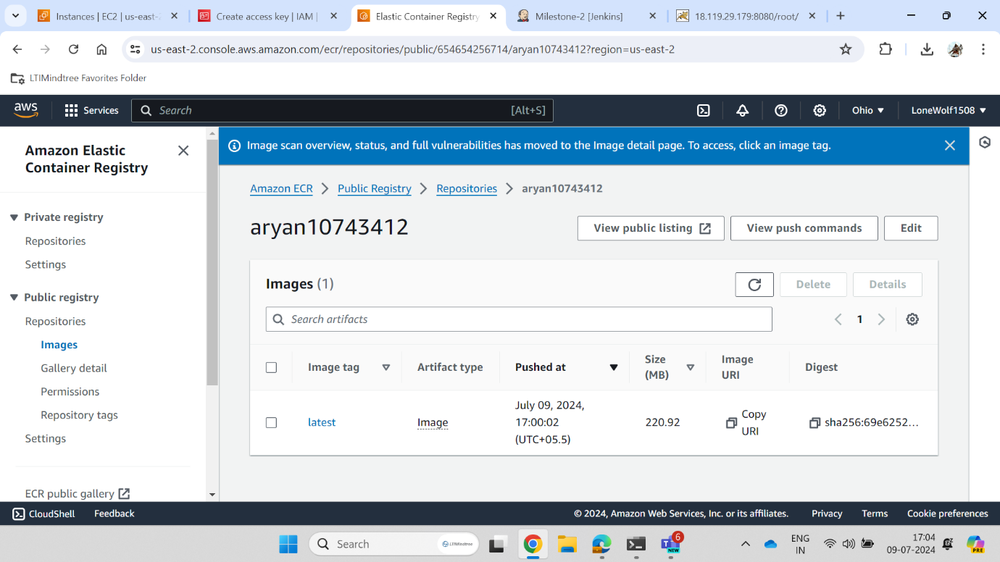 Instances | EC2 | us-east-
Create access key | IAM |
Elastic Container Registry
Milestone-2 [Jenkins]
18.119.29.179:8080/root/
us-east-2.console.aws.amazon.com/ecr/repositories/public/654654256714/aryan10743412?region=us-east-2
LTIMindtree Favorites Folder
aws
Services
Search
[Alt+S]
Ohio
LoneWolf1508
Amazon Elastic
Container Registry
Private registry
Repositories
Settings
Public registry
Repositories
Images
Gallery detail
Permissions
Repository tags
Settings
ECR public gallery
Image scan overview, status, and full vulnerabilities has moved to the Image detail page. To access, click an image tag.
Amazon ECR
Public Registry
Repositories
aryan10743412
aryan10743412
View public listing
View push commands
Edit
Images (1)
Delete
Details
Search artifacts
1
Image tag
Artifact type
Pushed at
Size
(MB)
Image
URI
Digest
latest
Image
July 09, 2024,
17:00:02
(UTC+05.5)
220.92
Copy
URI
sha256:69e6252...
CloudShell
Feedback
© 2024, Amazon Web Services, Inc. or its affiliates.
Privacy
Terms
Cookie preferences
Search
LTIMindtree
NEW
6
ENG
IN
17:04
09-07-2024
PRE